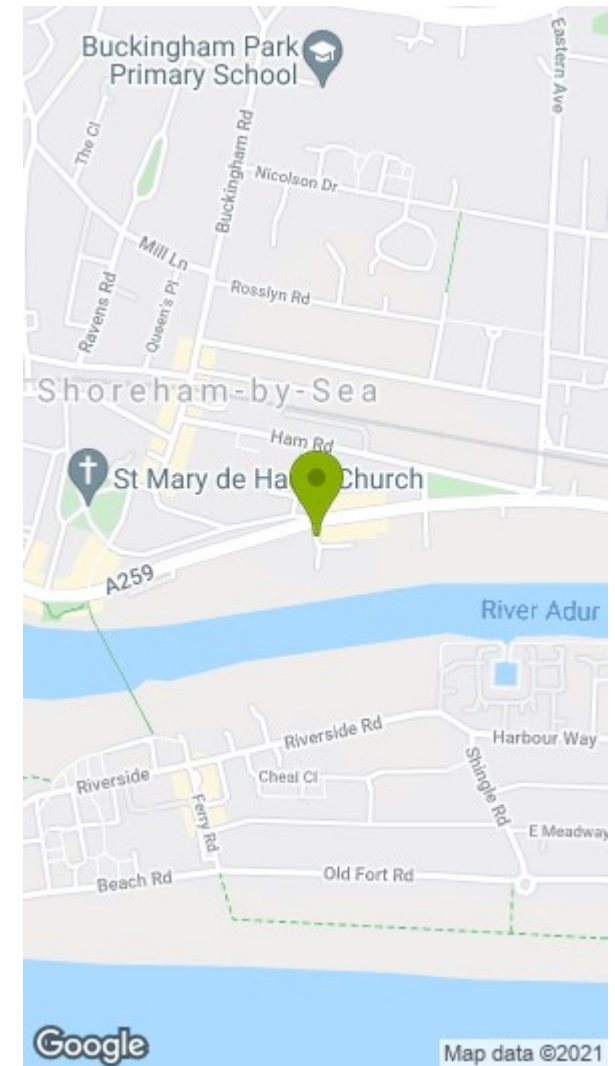 Buckingham Park
Primary School
Eastern Ave
The Cl
Buckingham Rd
Nicolson Dr
Mill Ln
Ravens Rd
Queen's Pl
Rosslyn Rd
Shoreham-by-Sea
Ham Rd
St Mary de Ha Church
A259
River Adur
Riverside Rd
Harbour Way
Shingle Rd
Riverside
Cheal Cl
Ferry Rd
E Meadway
Beach Rd
Old Fort Rd
Google
Map data ©2021